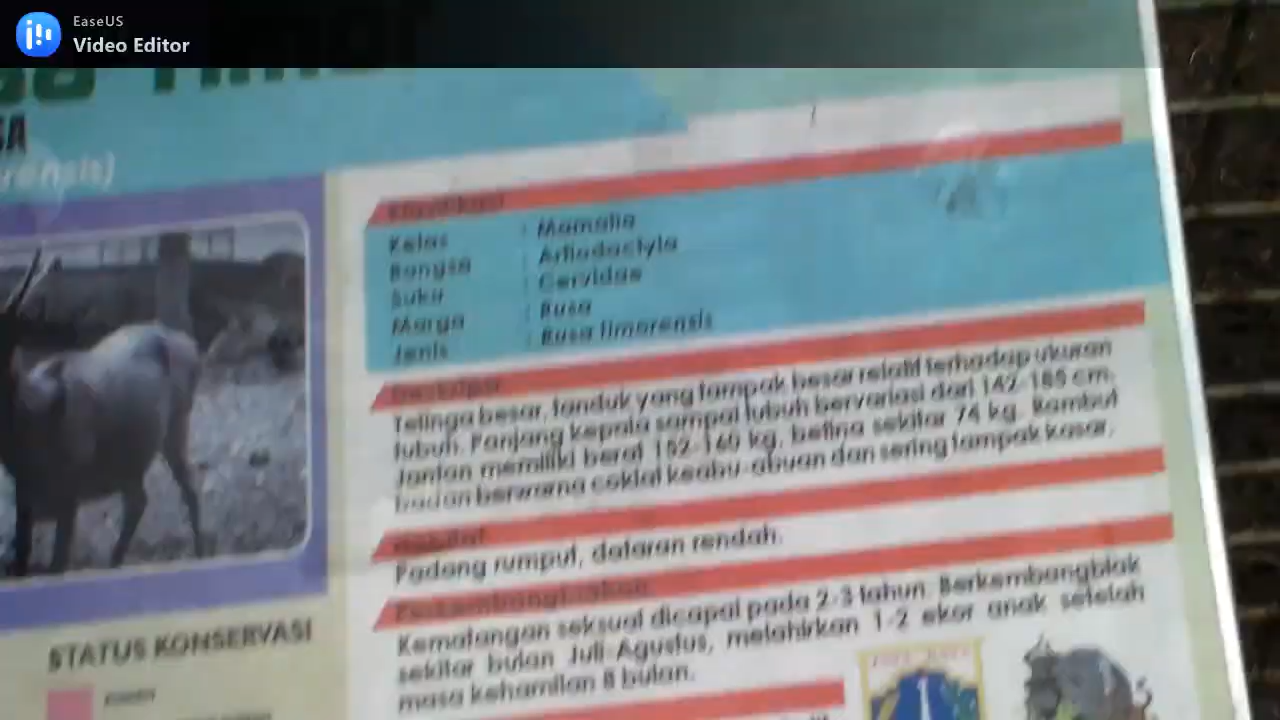 EaseUS
Video Editor
Klasifikasi
Kelas : Mamalia
Bangsa : Artiodactyla
Suku : Cervidae
Marga : Rusa
Jenis : Rusa timorensis
Deskripsi
Telinga besar, tanduk yang tampak besar relatif terhadap ukuran
tubuh. Panjang kepala sampai tubuh bervariasi dari 142-185 cm.
Jantan memiliki berat 152-160 kg, betina sekitar 74 kg. Rambut
badan berwarna coklat keabu-abuan dan sering tampak kasar.
Habitat
Padang rumput, dataran rendah.
Perkembangbiakan
Kematangan seksual dicapai pada 2-3 tahun. Berkembangbiak
sekitar bulan Juli-Agustus, melahirkan 1-2 ekor anak setelah
masa kehamilan 8 bulan.
STATUS KONSERVASI